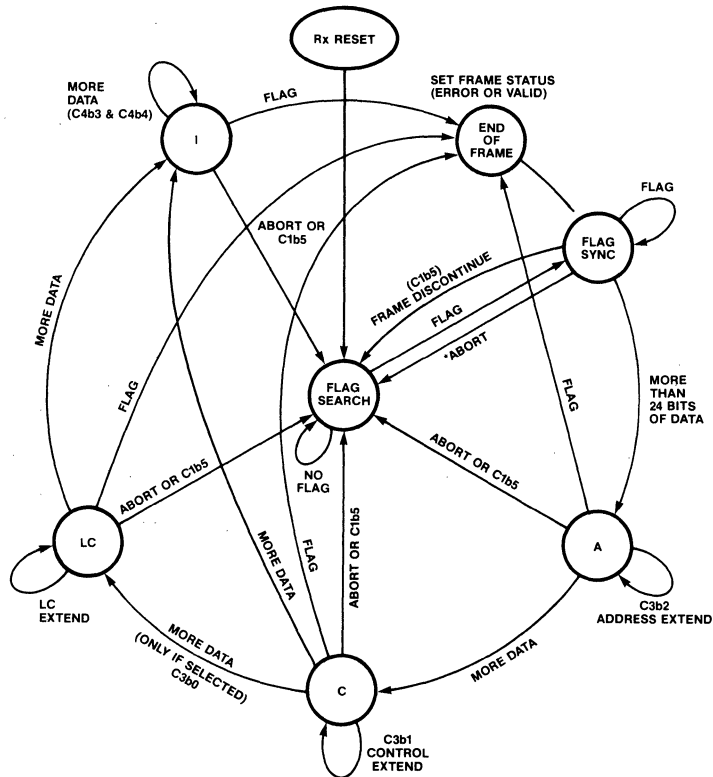 Rx RESET
MORE
DATA
(C4b3 & C4b4)
FLAG
SET FRAME STATUS
(ERROR OR VALID)
I
END
OF
FRAME
FLAG
FLAG
SYNC
ABORT OR
C1b5
(C1b5)
FRAME DISCONTINUE
FLAG
*ABORT
MORE DATA
FLAG
FLAG
SEARCH
FLAG
MORE
THAN
24 BITS
OF DATA
NO
FLAG
ABORT OR C1b5
ABORT OR C1b5
LC
A
LC
EXTEND
MORE DATA
FLAG
ABORT OR C1b5
C3b2
ADDRESS EXTEND
MORE DATA
(ONLY IF SELECTED)
C3b0
MORE DATA
C
C3b1
CONTROL
EXTEND